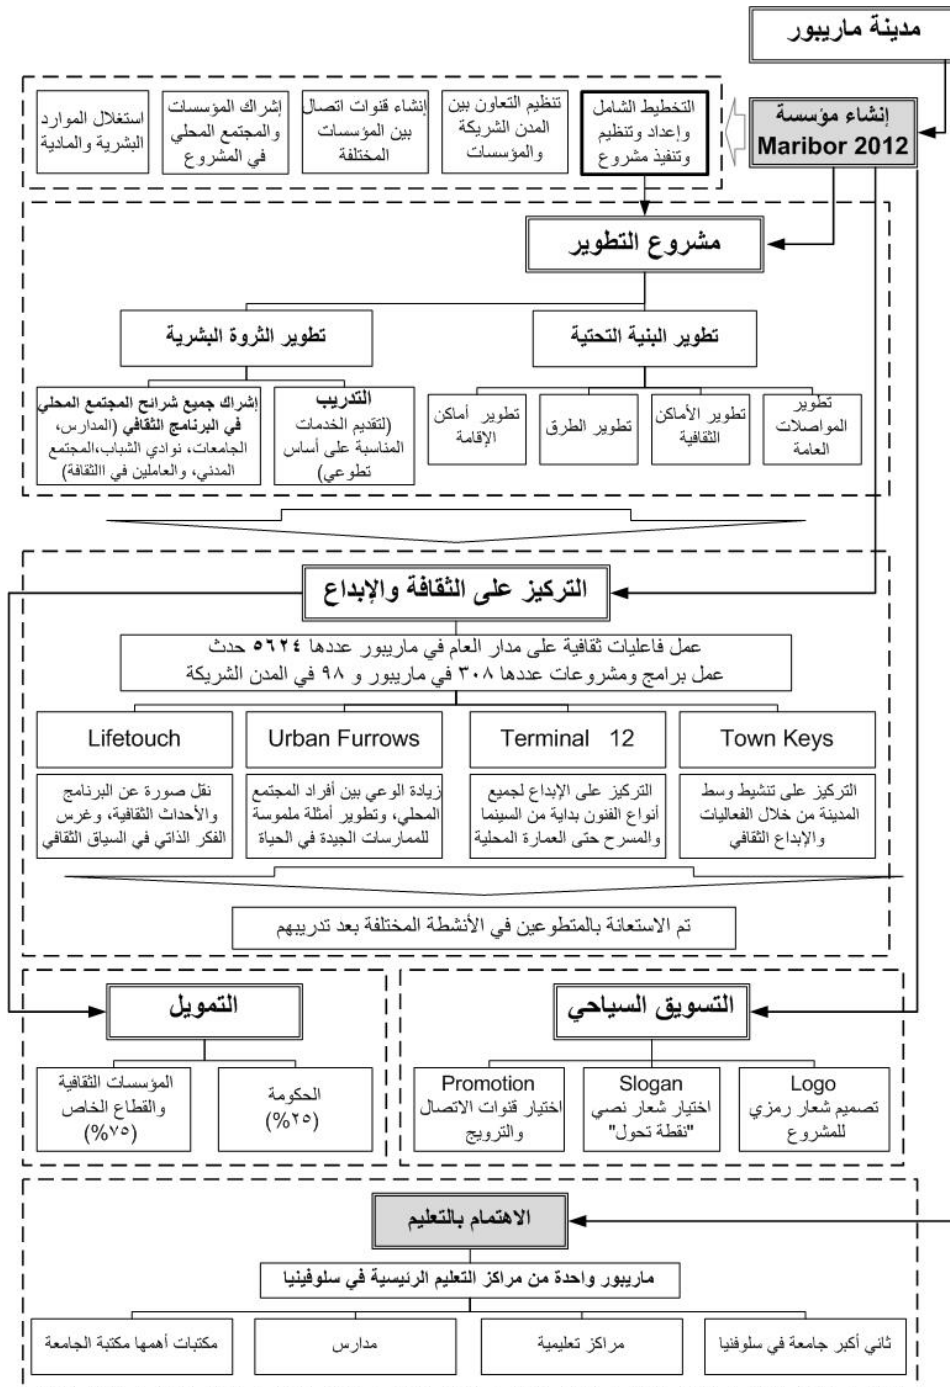 مدينة ماريبور
إنشاء مؤسسة
Maribor 2012
التخطيط الشامل
وإعداد وتنظيم
وتنفيذ مشروع
تنظيم التعاون بين
المدن الشريكة
والمؤسسات
إنشاء قنوات اتصال
بين المؤسسات
المختلفة
إشراك المؤسسات
والمجتمع المحلي
في المشروع
استغلال الموارد
البشرية والمادية
مشروع التطوير
تطوير البنية التحتية
تطوير الثروة البشرية
تطوير
المواصلات
العامة
تطوير الأماكن
الثقافية
تطوير الطرق
تطوير أماكن
الإقامة
التدريب
(لتقديم الخدمات
المناسبة على أساس
تطوعي)
إشراك جميع شرائح المجتمع المحلي
في البرنامج الثقافي (المدارس،
الجامعات، نوادي الشباب،المجتمع
المدني، والعاملين في االثقافة)
التركيز على الثقافة والإبداع
عمل فاعليات ثقافية على مدار العام في ماريبور عددها ٥٦٢٤ حدث
عمل برامج ومشروعات عددها ٣٠٨ في ماريبور و ٩٨ في المدن الشريكة
Town Keys
Terminal 12
Urban Furrows
Lifetouch
التركيز على تنشيط وسط
المدينة من خلال الفعاليات
والإبداع الثقافي
التركيز على الإبداع لجميع
أنواع الفنون بداية من السينما
والمسرح حتى العمارة المحلية
زيادة الوعي بين أفراد المجتمع
المحلي، وتطوير أمثلة ملموسة
للممارسات الجيدة في الحياة
نقل صورة عن البرنامج
والأحداث الثقافية، وغرس
الفكر الذاتي في السياق الثقافي
تم الاستعانة بالمتطوعين في الأنشطة المختلفة بعد تدريبهم
التسويق السياحي
Logo
تصميم شعار رمزي
للمشروع
Slogan
اختيار شعار نصي
"نقطة تحول"
Promotion
اختيار قنوات الاتصال
والترويج
التمويل
الحكومة
(٢٥%)
المؤسسات الثقافية
والقطاع الخاص
(٧٥%)
الاهتمام بالتعليم
ماريبور واحدة من مراكز التعليم الرئيسية في سلوفينيا
ثاني أكبر جامعة في سلوفنيا
مراكز تعليمية
مدارس
مكتبات أهمها مكتبة الجامعة